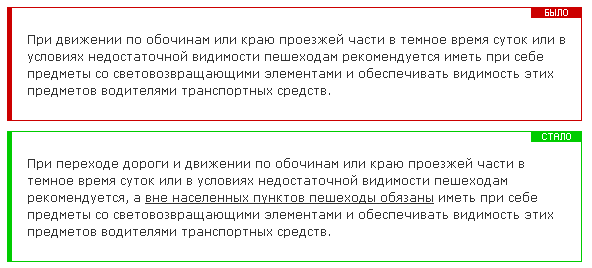 БЫЛО
При движении по обочинам или краю проезжей части в темное время суток или в
условиях недостаточной видимости пешеходам рекомендуется иметь при себе
предметы со световозвращающими элементами и обеспечивать видимость этих
предметов водителями транспортных средств.
СТАЛО
При переходе дороги и движении по обочинам или краю проезжей части в
темное время суток или в условиях недостаточной видимости пешеходам
рекомендуется, а вне населенных пунктов пешеходы обязаны иметь при себе
предметы со световозвращающими элементами и обеспечивать видимость этих
предметов водителями транспортных средств.